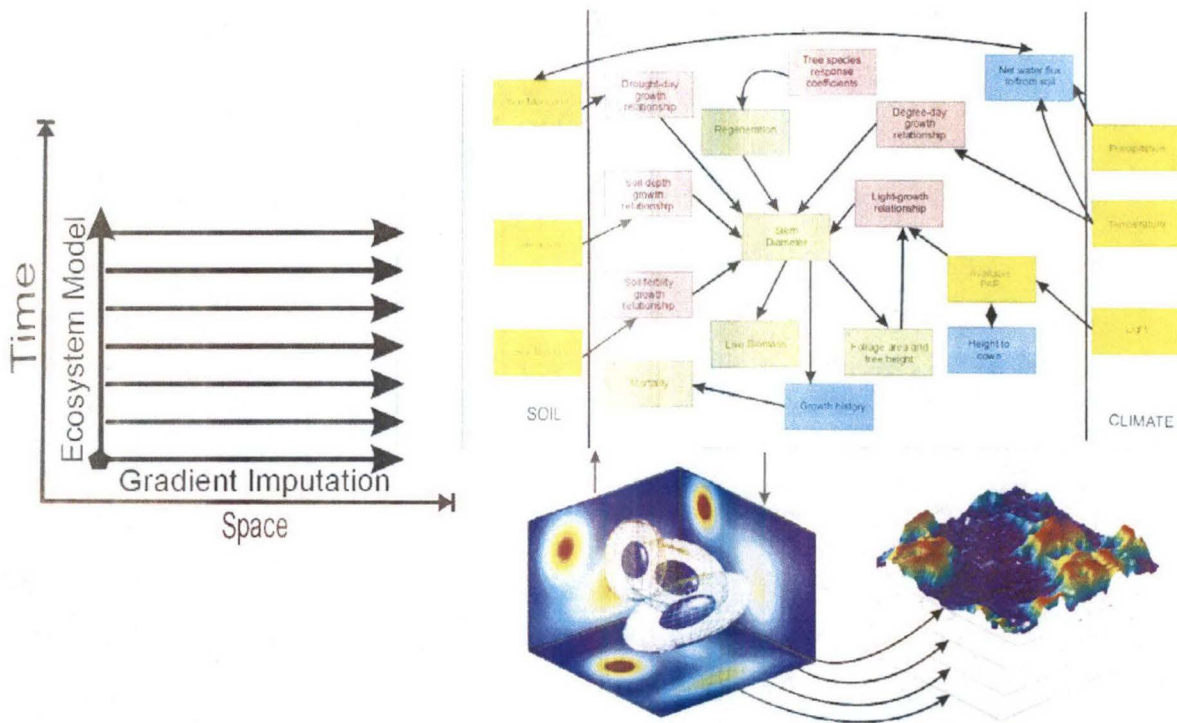 Time
Ecosystem Model
Gradient Imputation
Space
SOIL
CLIMATE
Drought-day
growth
relationship
Tree species
response
coefficients
Regeneration
Degree-day
growth
relationship
Net water flux
to/from soil
Precipitation
Soil depth
growth
relationship
Light-growth
relationship
Stem
Diameter
Temperature
Soil fertility
growth
relationship
Available
PAR
Light
Live Biomass
Foliage area and
tree height
Height to
Mortality
Growth history